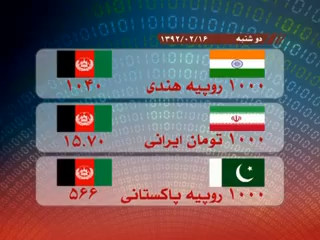 دو شنبه ۱۳۹۲/۰۲/۱۶
۱۰۰۰ روپیه هندی ۱۰۴۰
۱۰۰۰ تومان ایرانی ۱۵.۷۰
۱۰۰۰ روپیه پاکستانی ۵۶۶